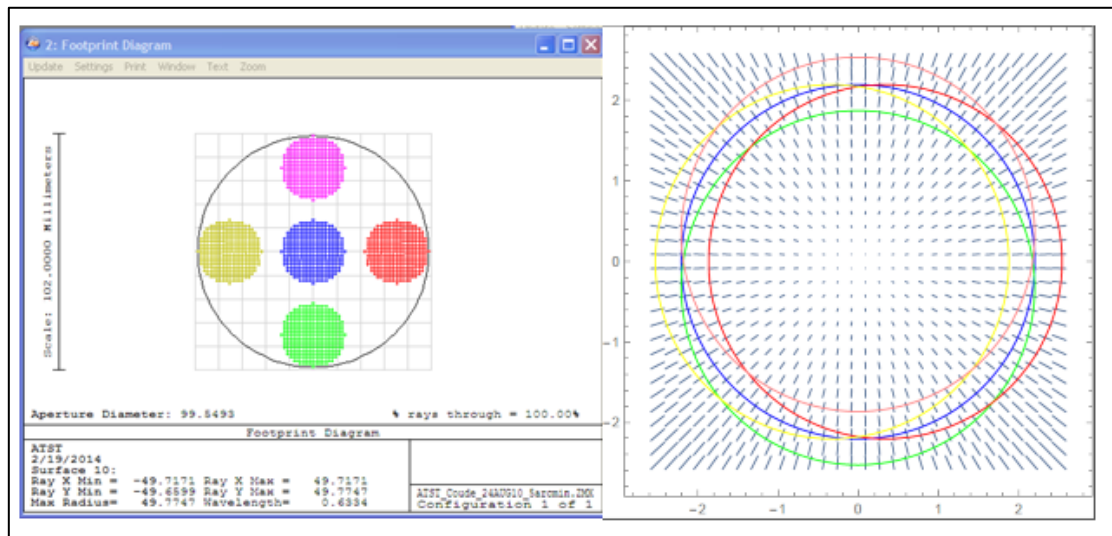 2: Footprint Diagram
Update Settings Print Window Text Zoom
Scale: 102.0000 Millimeters
Aperture Diameter: 99.5493 % rays through = 100.00%
Footprint Diagram
ATST
2/19/2014
Surface 10:
Ray X Min = -49.7171 Ray X Max = 49.7171
Ray Y Min = -49.6599 Ray Y Max = 49.7747
Max Radius= 49.7747 Wavelength= 0.6334
ATST_Coude_24AUG10_5arcmin.ZMX
Configuration 1 of 1
2
1
0
-1
-2
-2 -1 0 1 2